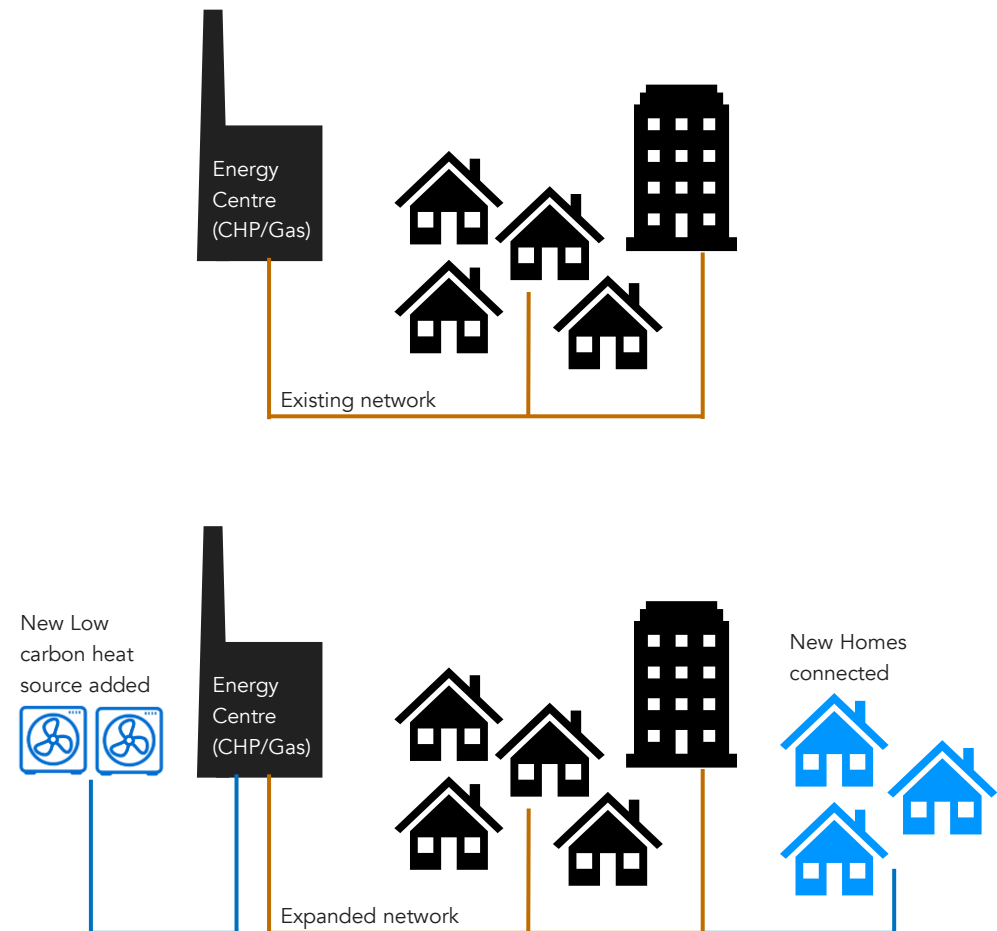 Energy
Centre
(CHP/Gas)
Existing network
New Low
carbon heat
source added
Energy
Centre
(CHP/Gas)
New Homes
connected
Expanded network